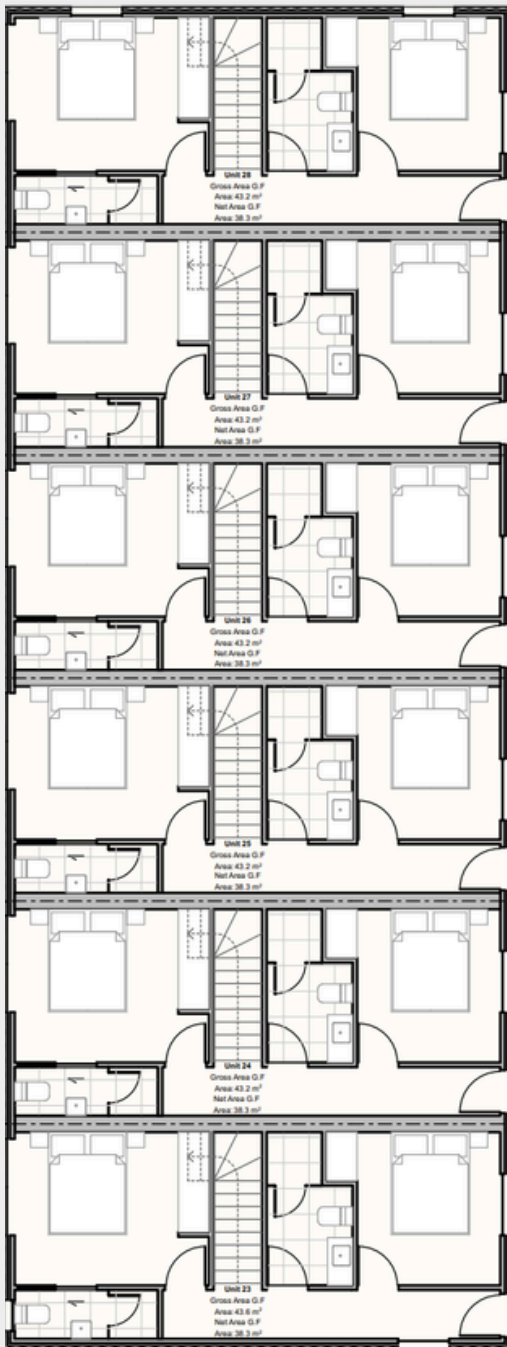 Unit 28
Gross Area G.F
Area: 43.2 m²
Net Area G.F
Area: 38.3 m²
Unit 27
Gross Area G.F
Area: 43.2 m²
Net Area G.F
Area: 38.3 m²
Unit 26
Gross Area G.F
Area: 43.2 m²
Net Area G.F
Area: 38.3 m²
Unit 25
Gross Area G.F
Area: 43.2 m²
Net Area G.F
Area: 38.3 m²
Unit 24
Gross Area G.F
Area: 43.2 m²
Net Area G.F
Area: 38.3 m²
Unit 23
Gross Area G.F
Area: 43.6 m²
Net Area G.F
Area: 38.3 m²